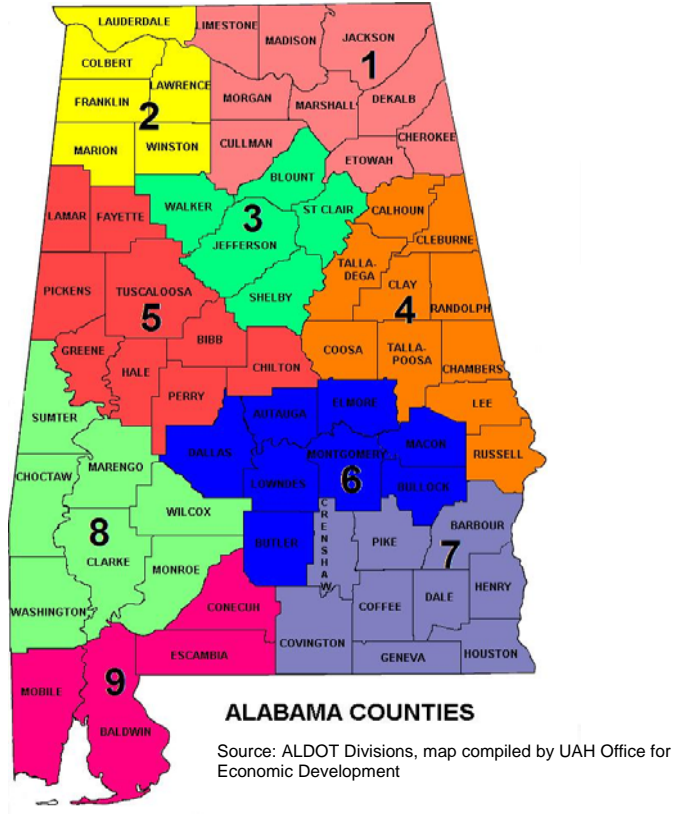 LAUDERDALE
LIMESTONE
MADISON
JACKSON
1
COLBERT
LAWRENCE
FRANKLIN
2
MORGAN
MARSHALL
DEKALB
MARION
WINSTON
CULLMAN
CHEROKEE
ETOWAH
BLOUNT
LAMAR
FAYETTE
WALKER
3
ST CLAIR
CALHOUN
JEFFERSON
CLEBURNE
TALLA-
DEGA
PICKENS
TUSCALOOSA
SHELBY
CLAY
RANDOLPH
5
4
GREENE
BIBB
COOSA
TALLA-
POOSA
HALE
CHILTON
CHAMBERS
PERRY
SUMTER
AUTAUGA
ELMORE
LEE
DALLAS
MONTGOMERY
MACON
RUSSELL
CHOCTAW
MARENGO
LOWNUES
6
BULLOCK
WILCOX
CRENSHAW
BARBOUR
8
BUTLER
PIKE
7
CLARKE
MONROE
WASHINGTON
CONECUH
COFFEE
DALE
HENRY
COVINGTON
ESCAMBIA
GENEVA
HOUSTON
MOBILE
9
BALDWIN
ALABAMA COUNTIES
Source: ALDOT Divisions, map compiled by UAH Office for
Economic Development